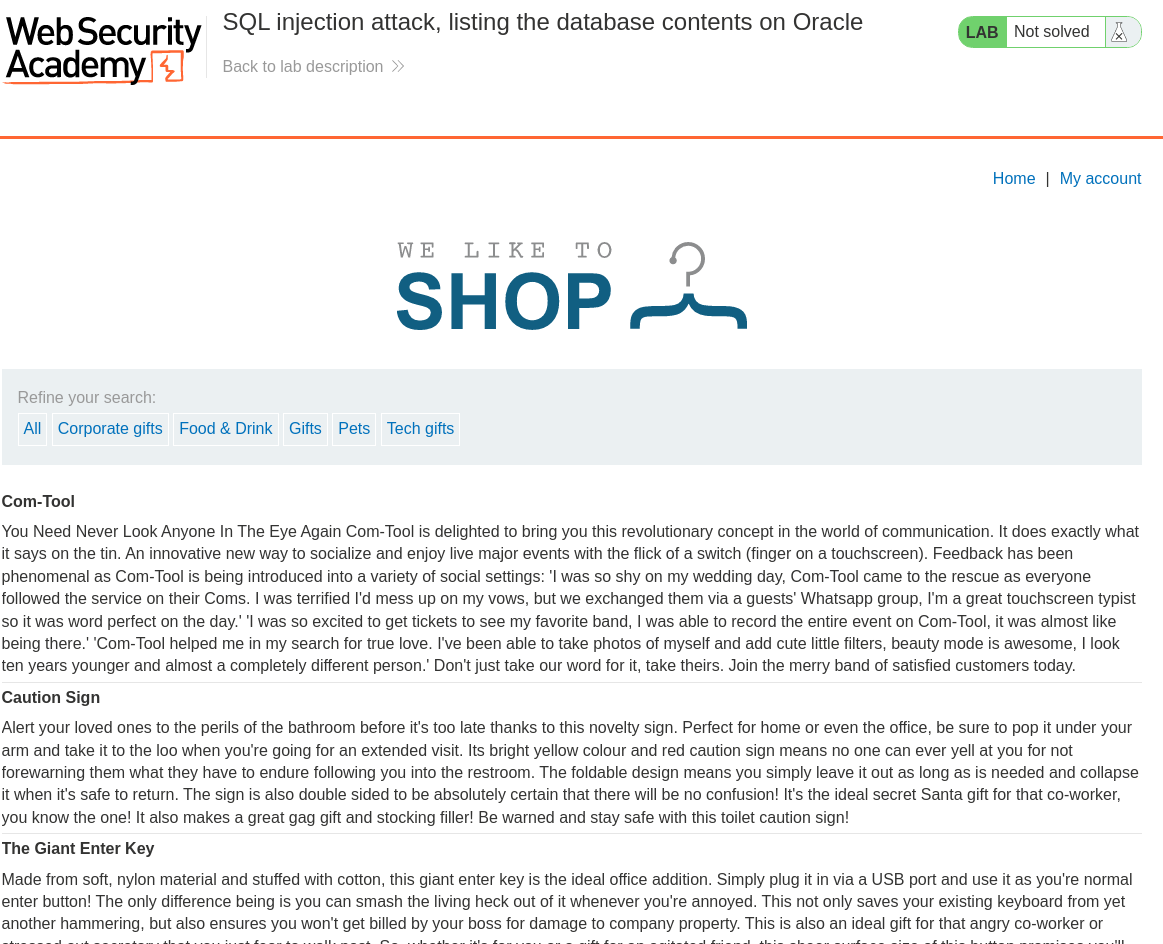 Web Security
Academy
SQL injection attack, listing the database contents on Oracle
Back to lab description
LAB Not solved
Home | My account
WE LIKE TO
SHOP
Refine your search:
All Corporate gifts Food & Drink Gifts Pets Tech gifts
Com-Tool
You Need Never Look Anyone In The Eye Again Com-Tool is delighted to bring you this revolutionary concept in the world of communication. It does exactly what
it says on the tin. An innovative new way to socialize and enjoy live major events with the flick of a switch (finger on a touchscreen). Feedback has been
phenomenal as Com-Tool is being introduced into a variety of social settings: 'I was so shy on my wedding day, Com-Tool came to the rescue as everyone
followed the service on their Coms. I was terrified I'd mess up on my vows, but we exchanged them via a guests' Whatsapp group, I'm a great touchscreen typist
so it was word perfect on the day.' 'I was so excited to get tickets to see my favorite band, I was able to record the entire event on Com-Tool, it was almost like
being there.' 'Com-Tool helped me in my search for true love. I've been able to take photos of myself and add cute little filters, beauty mode is awesome, I look
ten years younger and almost a completely different person.' Don't just take our word for it, take theirs. Join the merry band of satisfied customers today.
Caution Sign
Alert your loved ones to the perils of the bathroom before it's too late thanks to this novelty sign. Perfect for home or even the office, be sure to pop it under your
arm and take it to the loo when you're going for an extended visit. Its bright yellow colour and red caution sign means no one can ever yell at you for not
forewarning them what they have to endure following you into the restroom. The foldable design means you simply leave it out as long as is needed and collapse
it when it's safe to return. The sign is also double sided to be absolutely certain that there will be no confusion! It's the ideal secret Santa gift for that co-worker,
you know the one! It also makes a great gag gift and stocking filler! Be warned and stay safe with this toilet caution sign!
The Giant Enter Key
Made from soft, nylon material and stuffed with cotton, this giant enter key is the ideal office addition. Simply plug it in via a USB port and use it as you're normal
enter button! The only difference being is you can smash the living heck out of it whenever you're annoyed. This not only saves your existing keyboard from yet
another hammering, but also ensures you won't get billed by your boss for damage to company property. This is also an ideal gift for that angry co-worker or